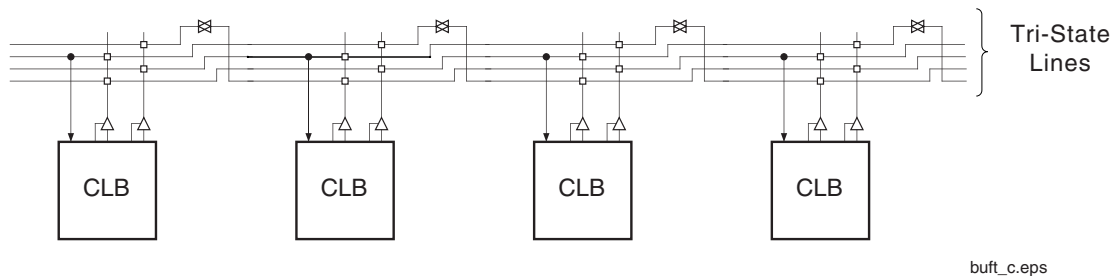 Tri-State
Lines
CLB
CLB
CLB
CLB
buft_c.eps